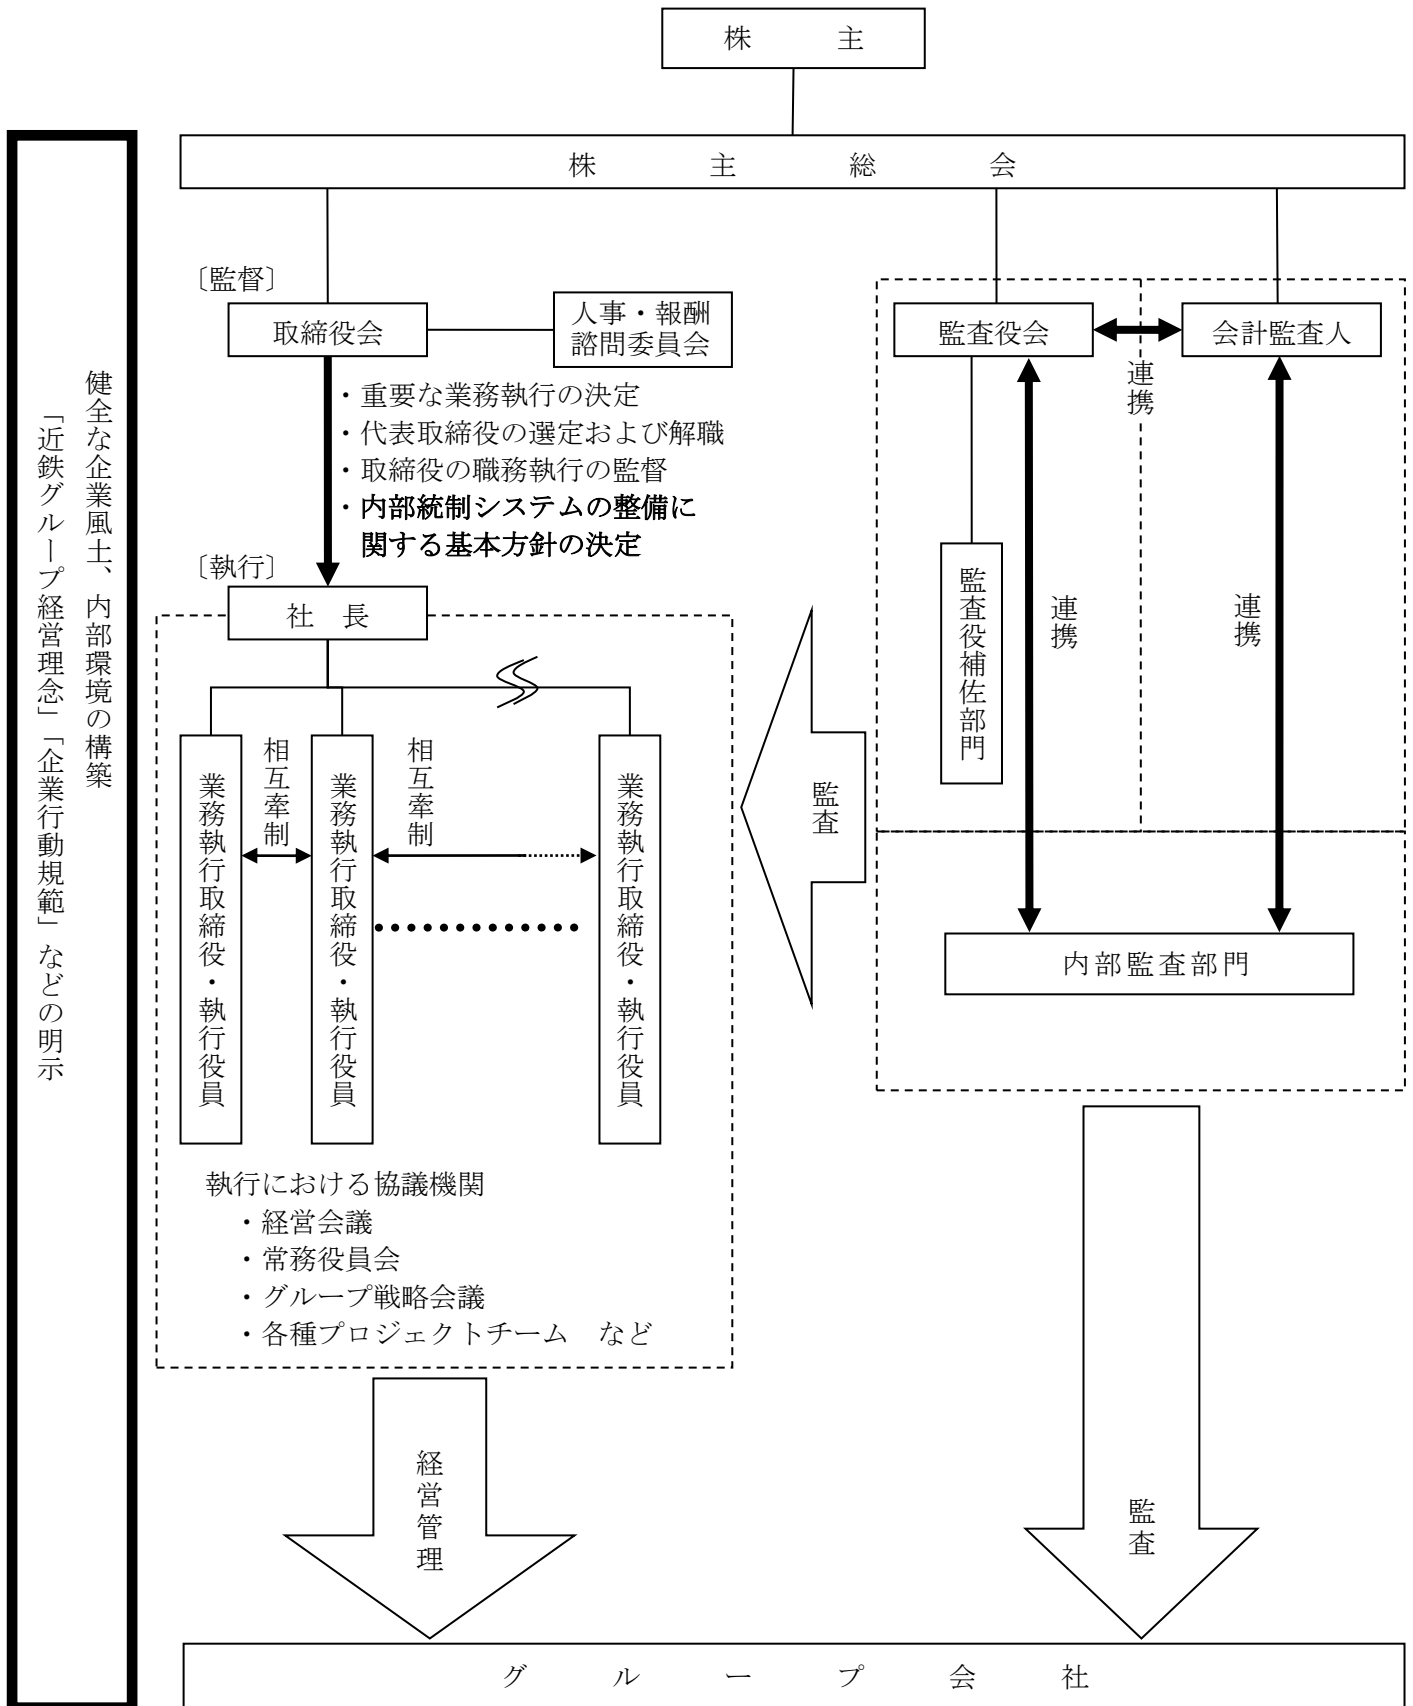 株主
株主総会
健全な企業風土、内部環境の構築
「近鉄グループ経営理念」「企業行動規範」などの明示
〔監督〕
取締役会
人事・報酬
諮問委員会
・重要な業務執行の決定
・代表取締役の選定および解職
・取締役の職務執行の監督
・内部統制システムの整備に
関する基本方針の決定
〔執行〕
社長
相互牽制
相互牽制
業務執行取締役・執行役員
業務執行取締役・執行役員
業務執行取締役・執行役員
執行における協議機関
・経営会議
・常務役員会
・グループ戦略会議
・各種プロジェクトチーム　など
監査
監査役会
会計監査人
連携
監査役補佐部門
連携
連携
内部監査部門
経営管理
監査
グループ会社